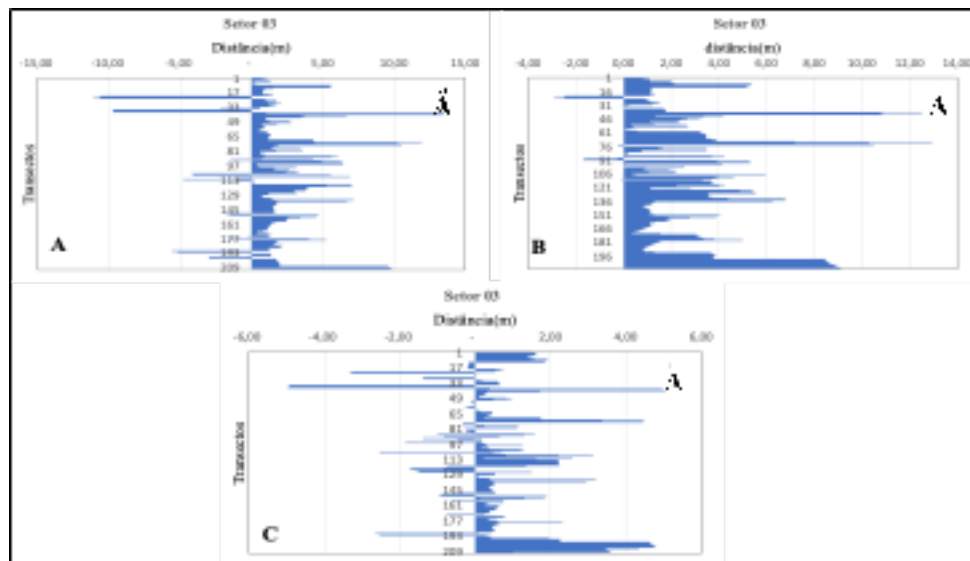 Setor 03
Distância(m)
-15,00 -10,00 -5,00 5,00 10,00 15,00
Transectos
1
17
33
49
65
81
97
113
129
145
161
177
193
209
A
A
Setor 03
distância(m)
-4,00 -2,00 0,00 2,00 4,00 6,00 8,00 10,00 12,00 14,00
Transectos
1
16
31
46
61
76
91
106
121
136
151
166
181
196
A
B
Setor 03
Distância(m)
-6,00 -4,00 -2,00 2,00 4,00 6,00
Transectos
1
17
33
49
65
81
97
113
129
145
161
177
193
209
A
C